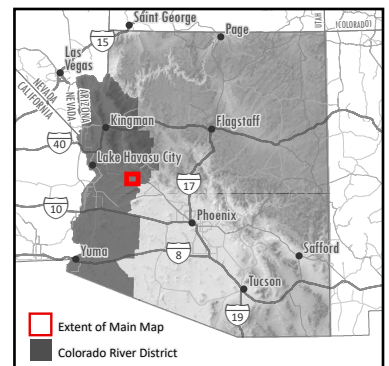 Saint George
Page
UTAH
(COLORADO)
15
Las
Vegas
NEVADA
CALIFORNIA
NEVADA
ARIZONA
Kingman
Flagstaff
40
Lake Havasu City
17
10
Phoenix
Yuma
8
Safford
Tucson
19
Extent of Main Map
Colorado River District